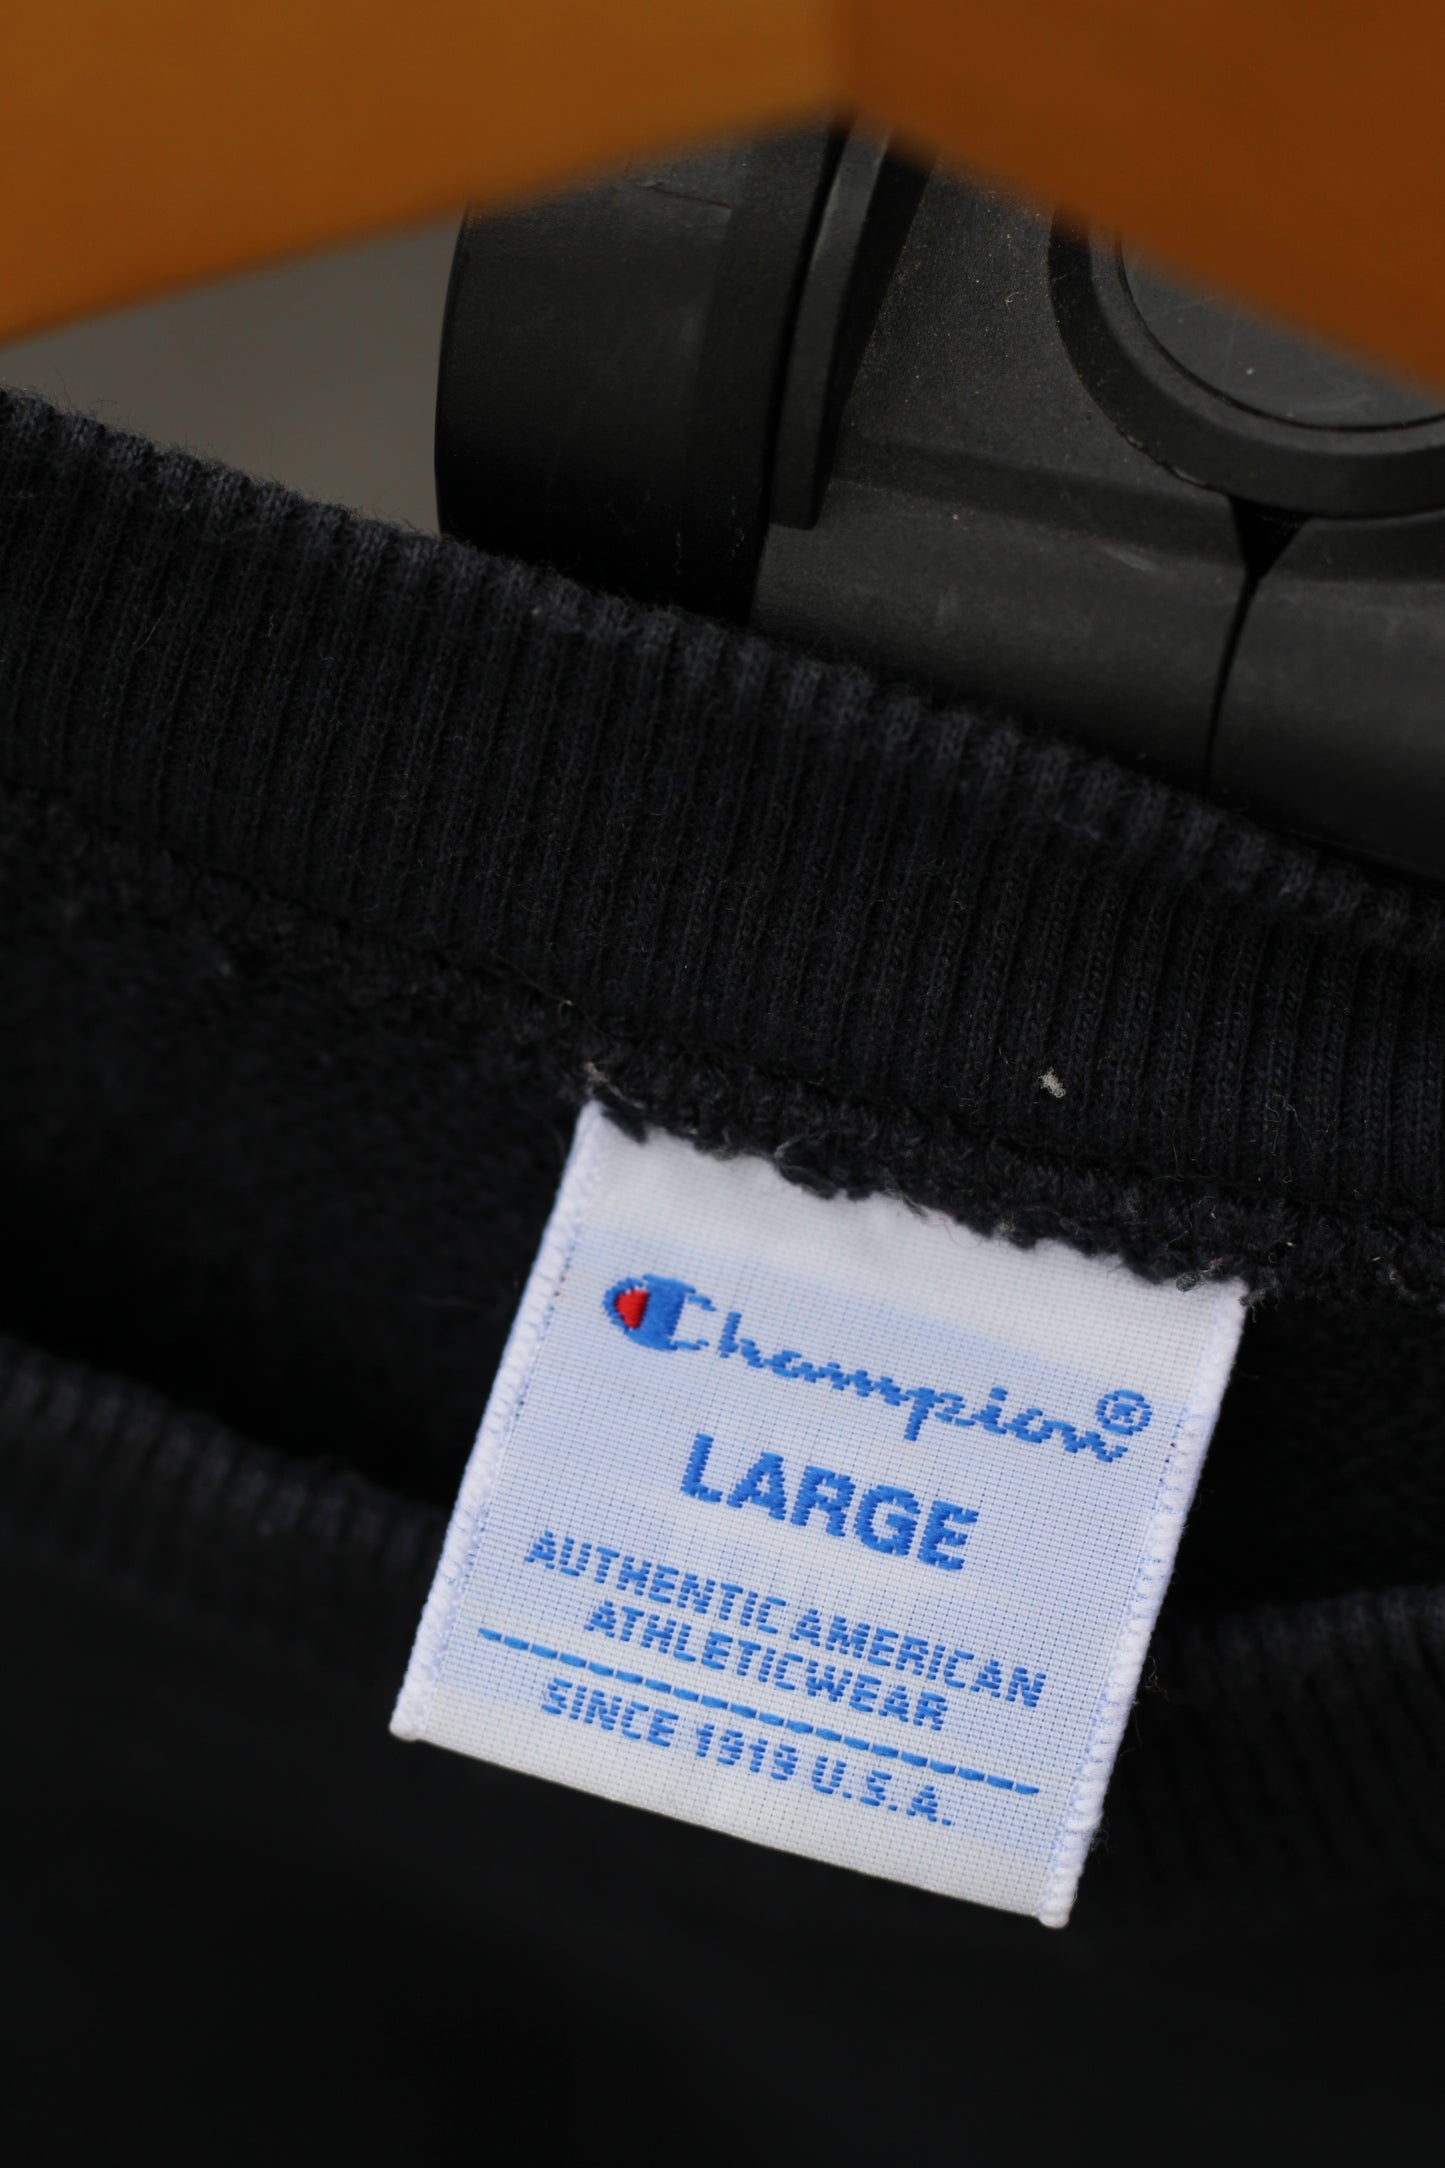 Champion®
LARGE
AUTHENTIC AMERICAN
ATHLETICWEAR
SINCE 1919 U.S.A.